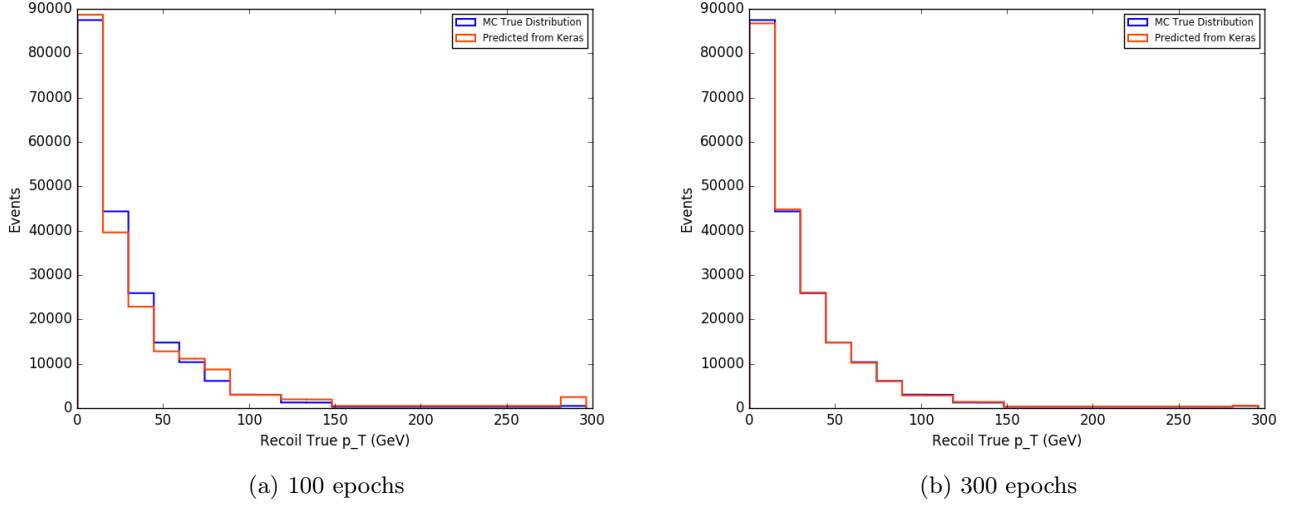 90000
80000
70000
60000
50000
40000
30000
20000
10000
0
Events
MC True Distribution
Predicted from Keras
0 50 100 150 200 250 300
Recoil True p_T (GeV)
(a) 100 epochs
90000
80000
70000
60000
50000
40000
30000
20000
10000
0
Events
MC True Distribution
Predicted from Keras
0 50 100 150 200 250 300
Recoil True p_T (GeV)
(b) 300 epochs